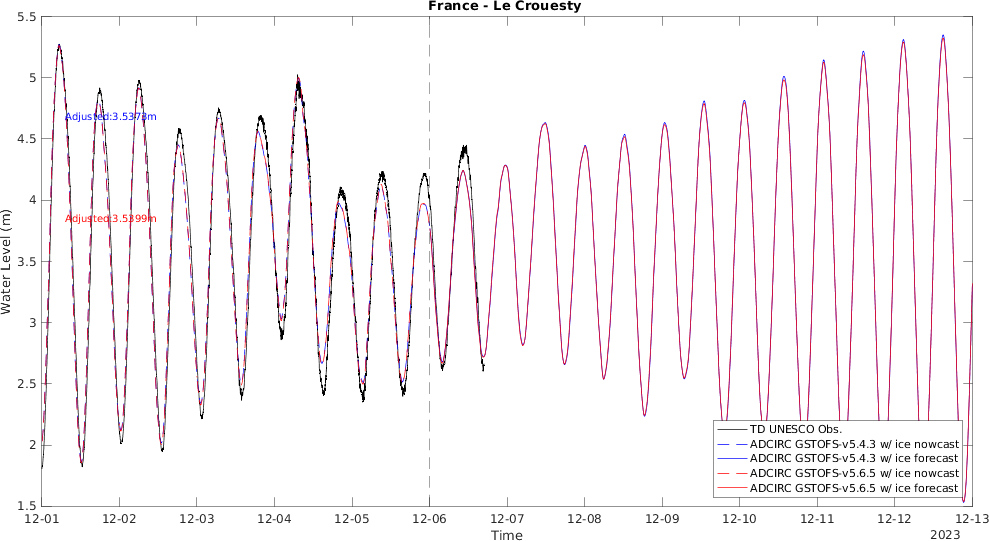 France - Le Crouesty
5.5
5
4.5
4
3.5
3
2.5
2
1.5
Water Level (m)
Adjusted:3.5373m
Adjusted:3.5399m
TD UNESCO Obs.
ADCIRC GSTOFS-v5.4.3 w/ ice nowcast
ADCIRC GSTOFS-v5.4.3 w/ ice forecast
ADCIRC GSTOFS-v5.6.5 w/ ice nowcast
ADCIRC GSTOFS-v5.6.5 w/ ice forecast
12-01 12-02 12-03 12-04 12-05 12-06 12-07 12-08 12-09 12-10 12-11 12-12 12-13
Time
2023